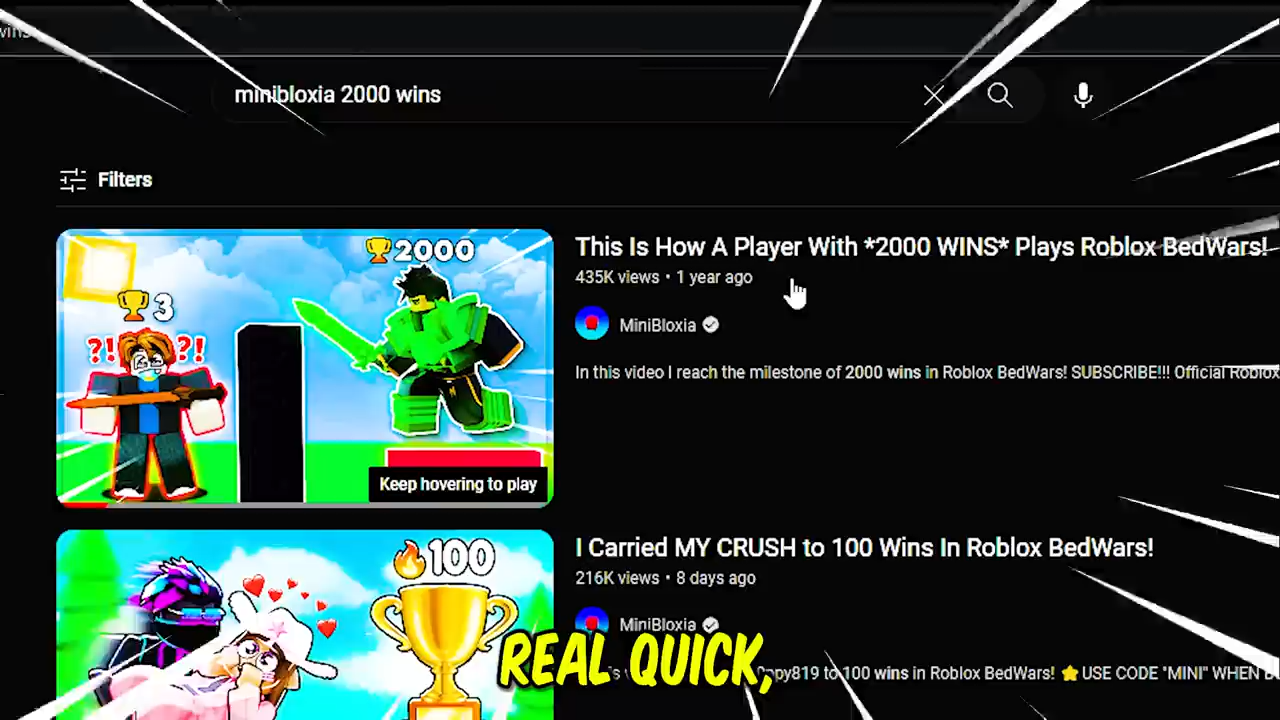 wins
minibloxia 2000 wins
Filters
2000
3
?! ?!
Keep hovering to play
This Is How A Player With *2000 WINS* Plays Roblox BedWars!
435K views • 1 year ago
MiniBloxia
In this video I reach the milestone of 2000 wins in Roblox BedWars! SUBSCRIBE!!! Official Roblox
100
I Carried MY CRUSH to 100 Wins In Roblox BedWars!
216K views • 8 days ago
MiniBloxia
REAL QUICK,
to 100 wins in Roblox BedWars! ⭐ USE CODE "MINI" WHEN